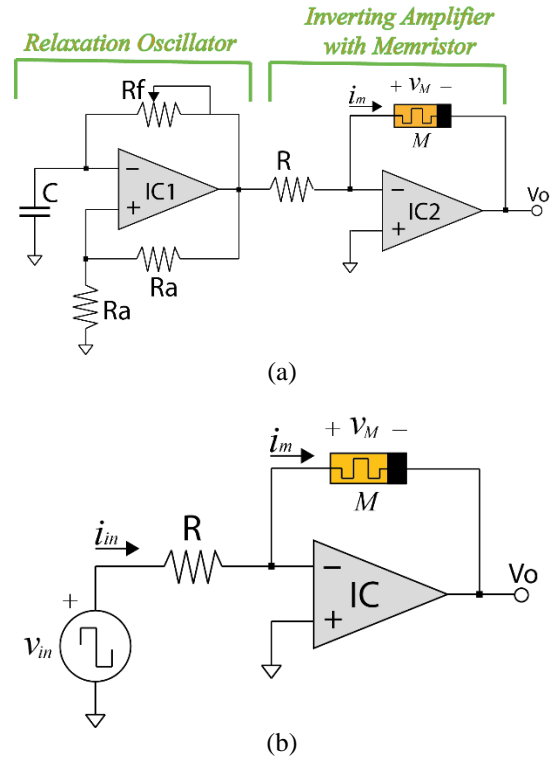 Relaxation Oscillator
Inverting Amplifier
with Memristor
Rf
im + vM −
M
R
C
−
+
IC1
−
+
IC2
Vo
Ra
Ra
(a)
+ vM −
im
M
iin
R
−
+
IC
Vo
+
vin
(b)